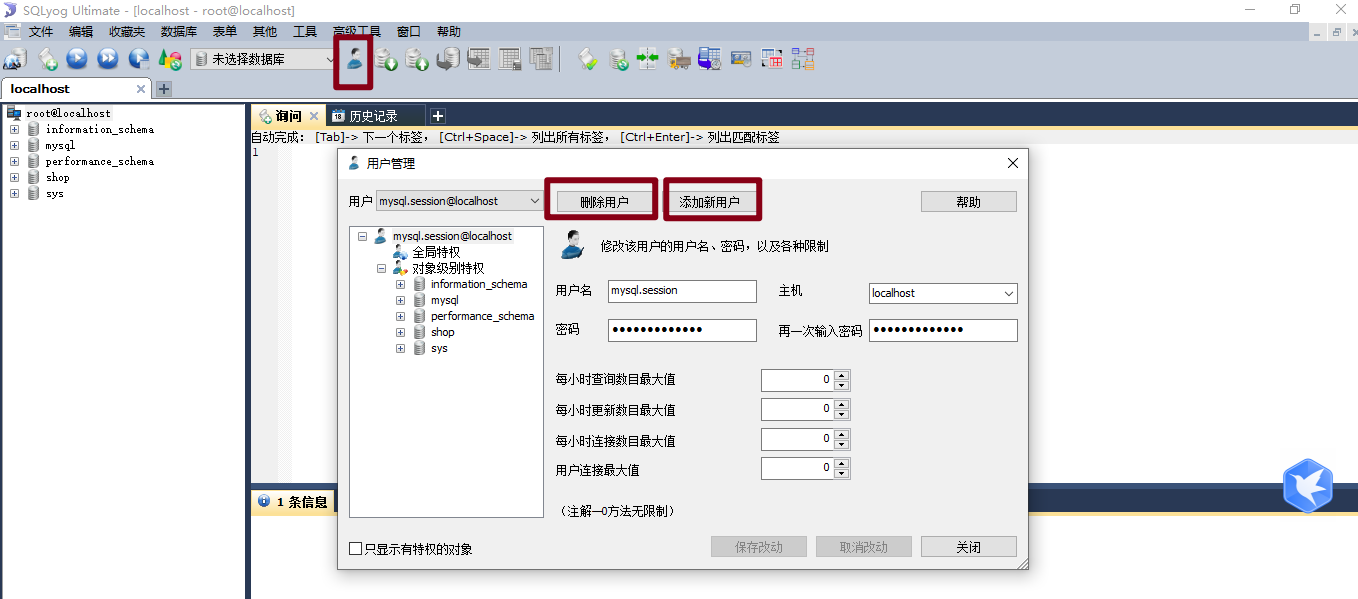 SQLyog Ultimate - [localhost - root@localhost]
文件 编辑 收藏夹 数据库 表单 其他 工具 高级工具 窗口 帮助
未选择数据库
localhost
root@localhost
information_schema
mysql
performance_schema
shop
sys
询问 历史记录
自动完成： [Tab]-> 下一个标签， [Ctrl+Space]-> 列出所有标签， [Ctrl+Enter]-> 列出匹配标签
1
用户管理
用户 mysql.session@localhost 删除用户 添加新用户 帮助
mysql.session@localhost
全局特权
对象级别特权
information_schema
mysql
performance_schema
shop
sys
修改该用户的用户名、密码，以及各种限制
用户名 mysql.session 主机 localhost
密码 ●●●●●●●●●●●●● 再一次输入密码 ●●●●●●●●●●●●●
每小时查询数目最大值 0
每小时更新数目最大值 0
每小时连接数目最大值 0
用户连接最大值 0
（注解—0方法无限制）
只显示有特权的对象 保存改动 取消改动 关闭
1 条信息